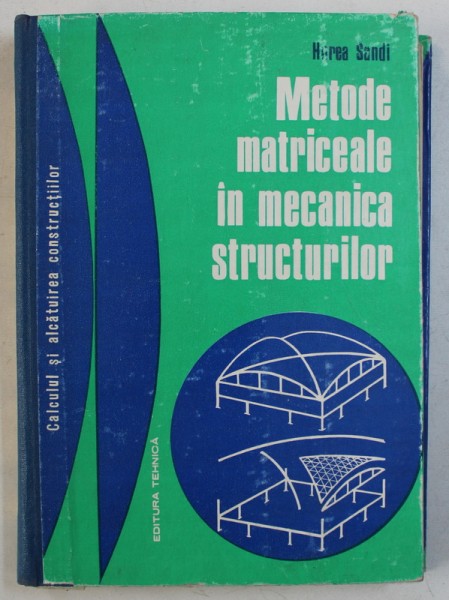 Horea Sandi
Metode
matriceale
în mecanica
structurilor
Calculul și alcătuirea construcțiilor
EDITURA TEHNICĂ